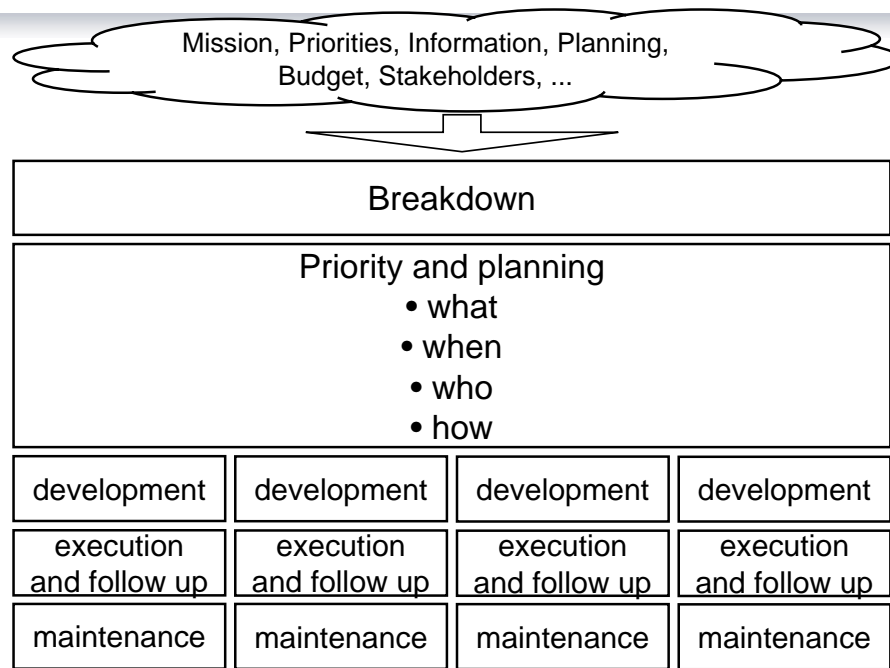 Mission, Priorities, Information, Planning,
Budget, Stakeholders, ...
Breakdown
Priority and planning
• what
• when
• who
• how
development development development development
execution execution execution execution
and follow up and follow up and follow up and follow up
maintenance maintenance maintenance maintenance